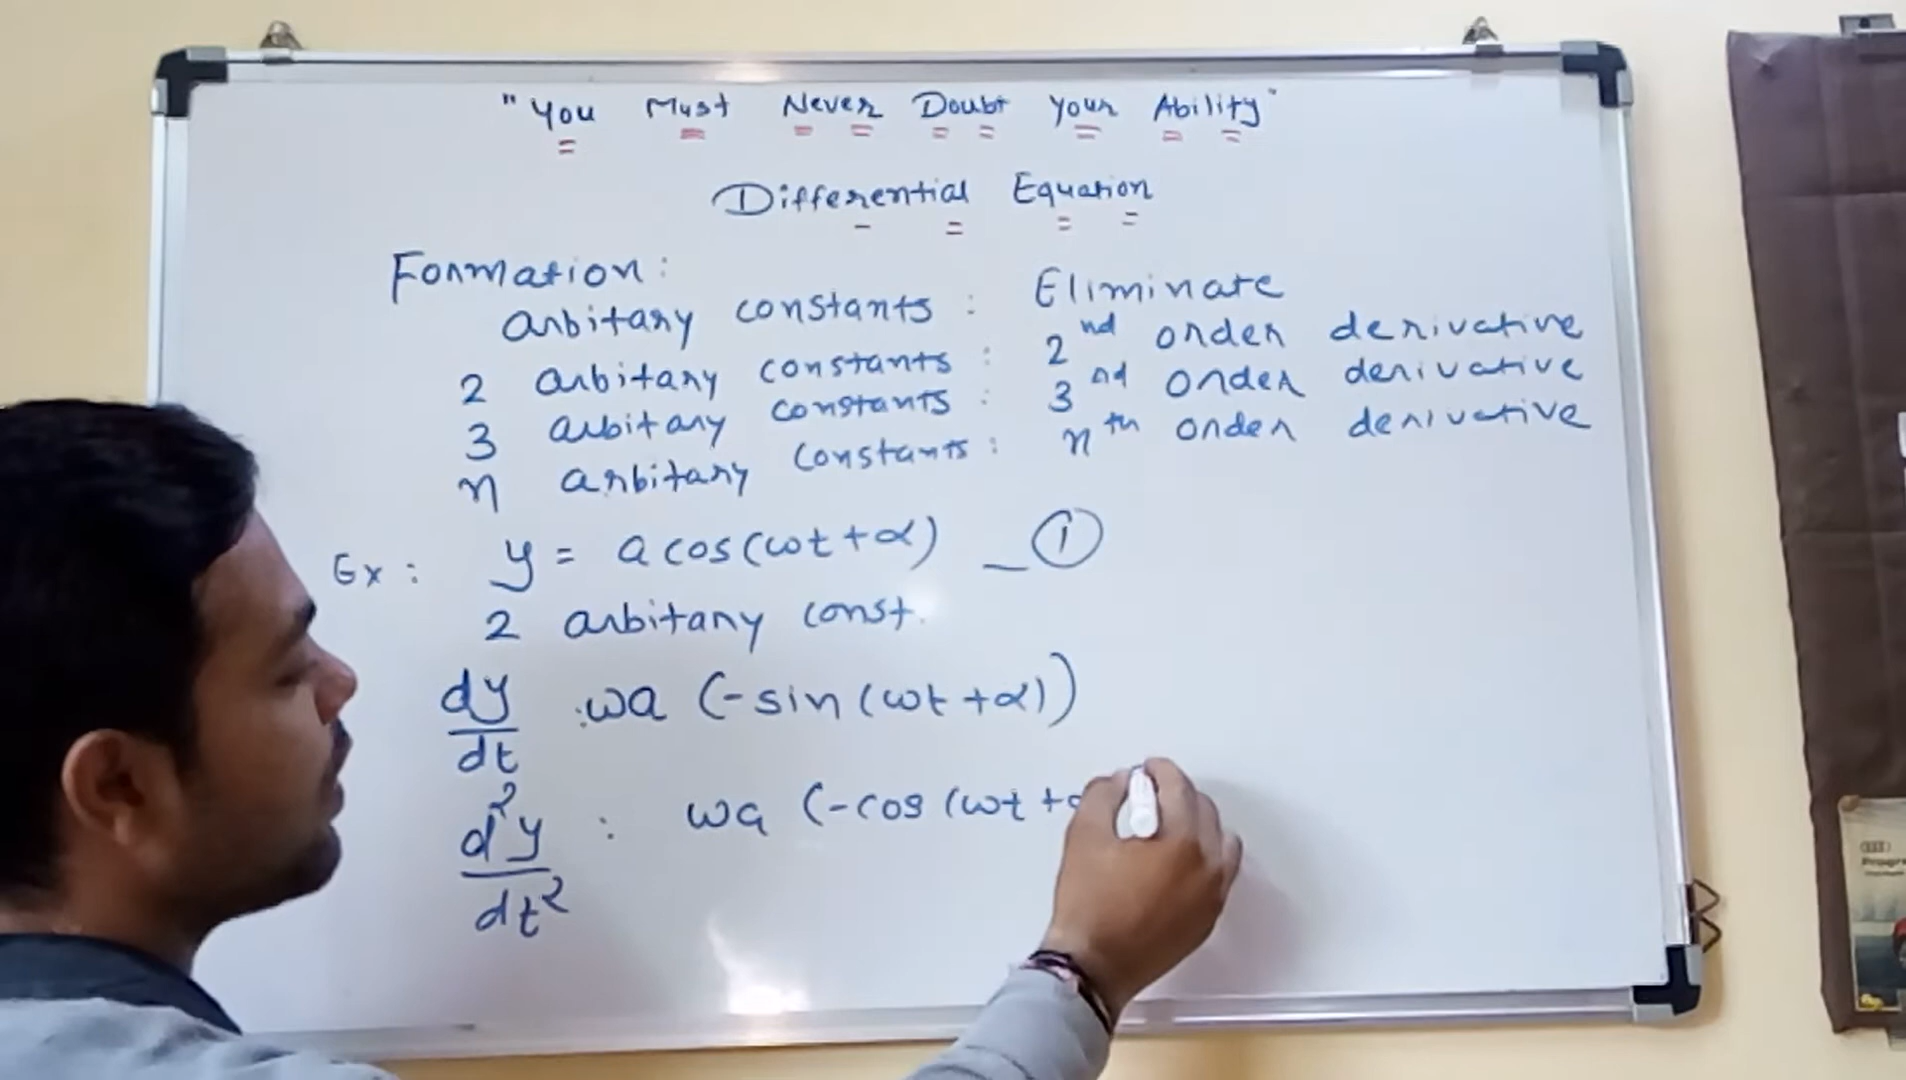 "You Must Never Doubt Your Ability"
Differential Equation
Formation:
arbitary constants : Eliminate
2 arbitary constants : 2nd order derivative
3 arbitary constants : 3nd order derivative
n arbitary constants : nth order derivative
Ex : y = a cos(ωt + α) — ①
2 arbitary const.
dy/dt : ωa (-sin(ωt + α))
d²y/dt² : ωa (-cos(ωt +